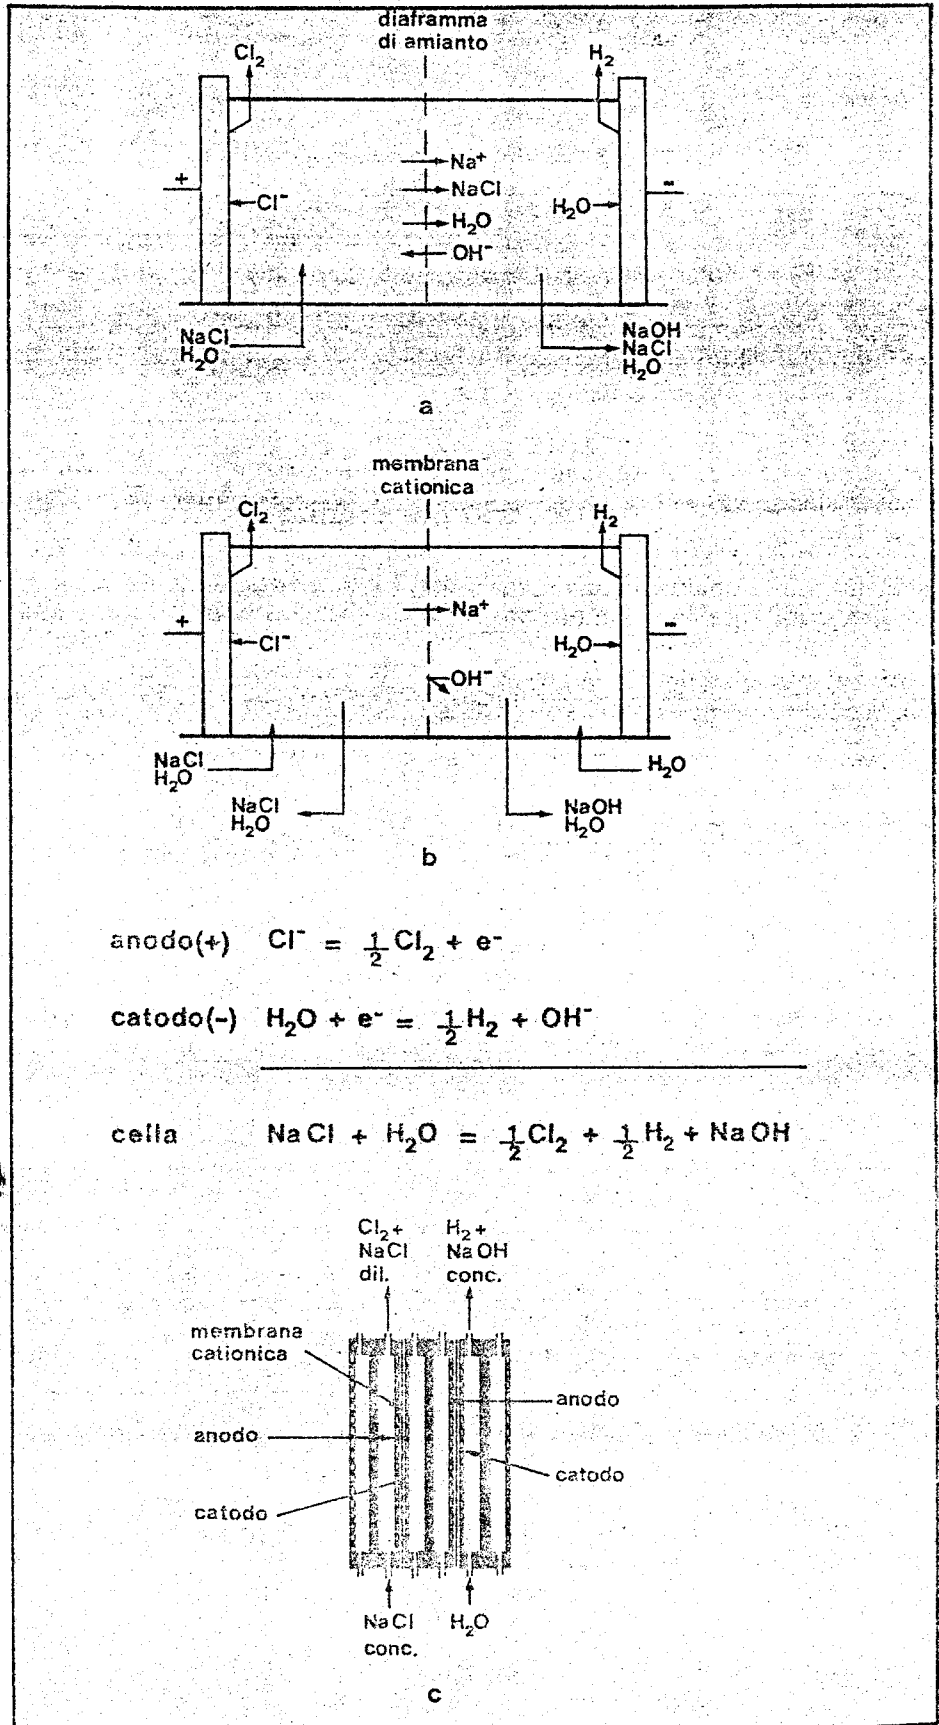 diaframma
di amianto
Cl₂
H₂
Na⁺
+
NaCl
-
Cl⁻
H₂O
H₂O
OH⁻
NaCl
H₂O
NaOH
NaCl
H₂O
a
membrana
cationica
Cl₂
H₂
Na⁺
+
-
Cl⁻
H₂O
OH⁻
NaCl
H₂O
H₂O
NaCl
H₂O
NaOH
H₂O
b
anodo(+) Cl⁻ = ½ Cl₂ + e⁻
catodo(-) H₂O + e⁻ = ½ H₂ + OH⁻
cella NaCl + H₂O = ½ Cl₂ + ½ H₂ + NaOH
Cl₂ +
NaCl
dil.
H₂ +
NaOH
conc.
membrana
cationica
anodo
anodo
catodo
catodo
NaCl
conc.
H₂O
c